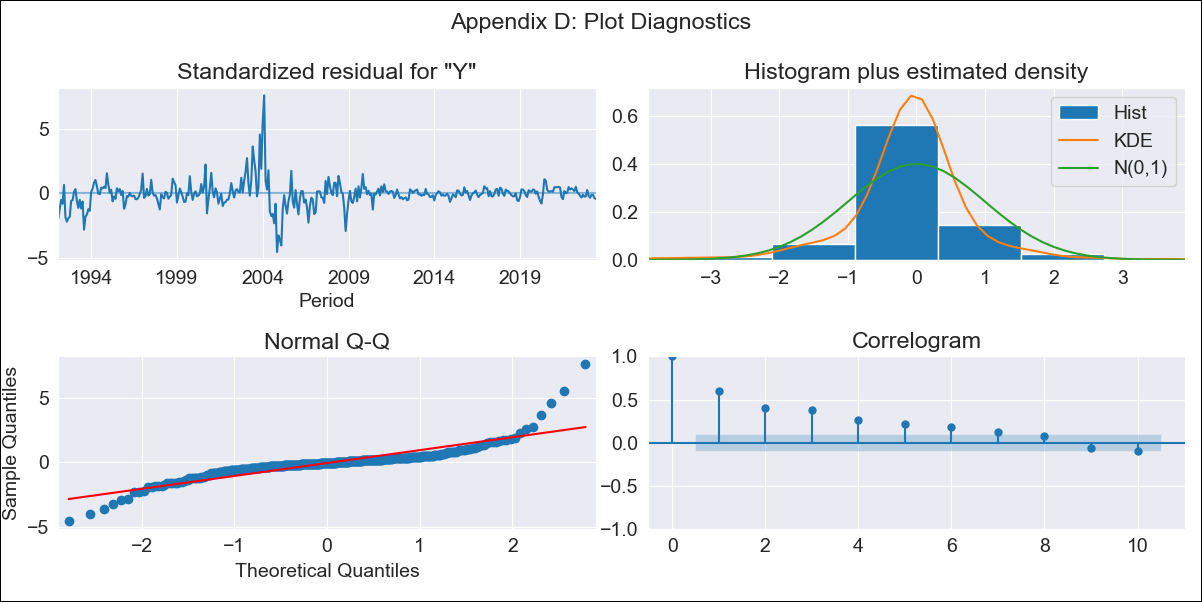 Appendix D: Plot Diagnostics
Standardized residual for "Y"
5
0
−5
1994 1999 2004 2009 2014 2019
Period
Histogram plus estimated density
0.6
0.4
0.2
0.0
−3 −2 −1 0 1 2 3
Hist
KDE
N(0,1)
Normal Q-Q
Sample Quantiles
5
0
−5
−2 −1 0 1 2
Theoretical Quantiles
Correlogram
1.0
0.5
0.0
−0.5
−1.0
0 2 4 6 8 10